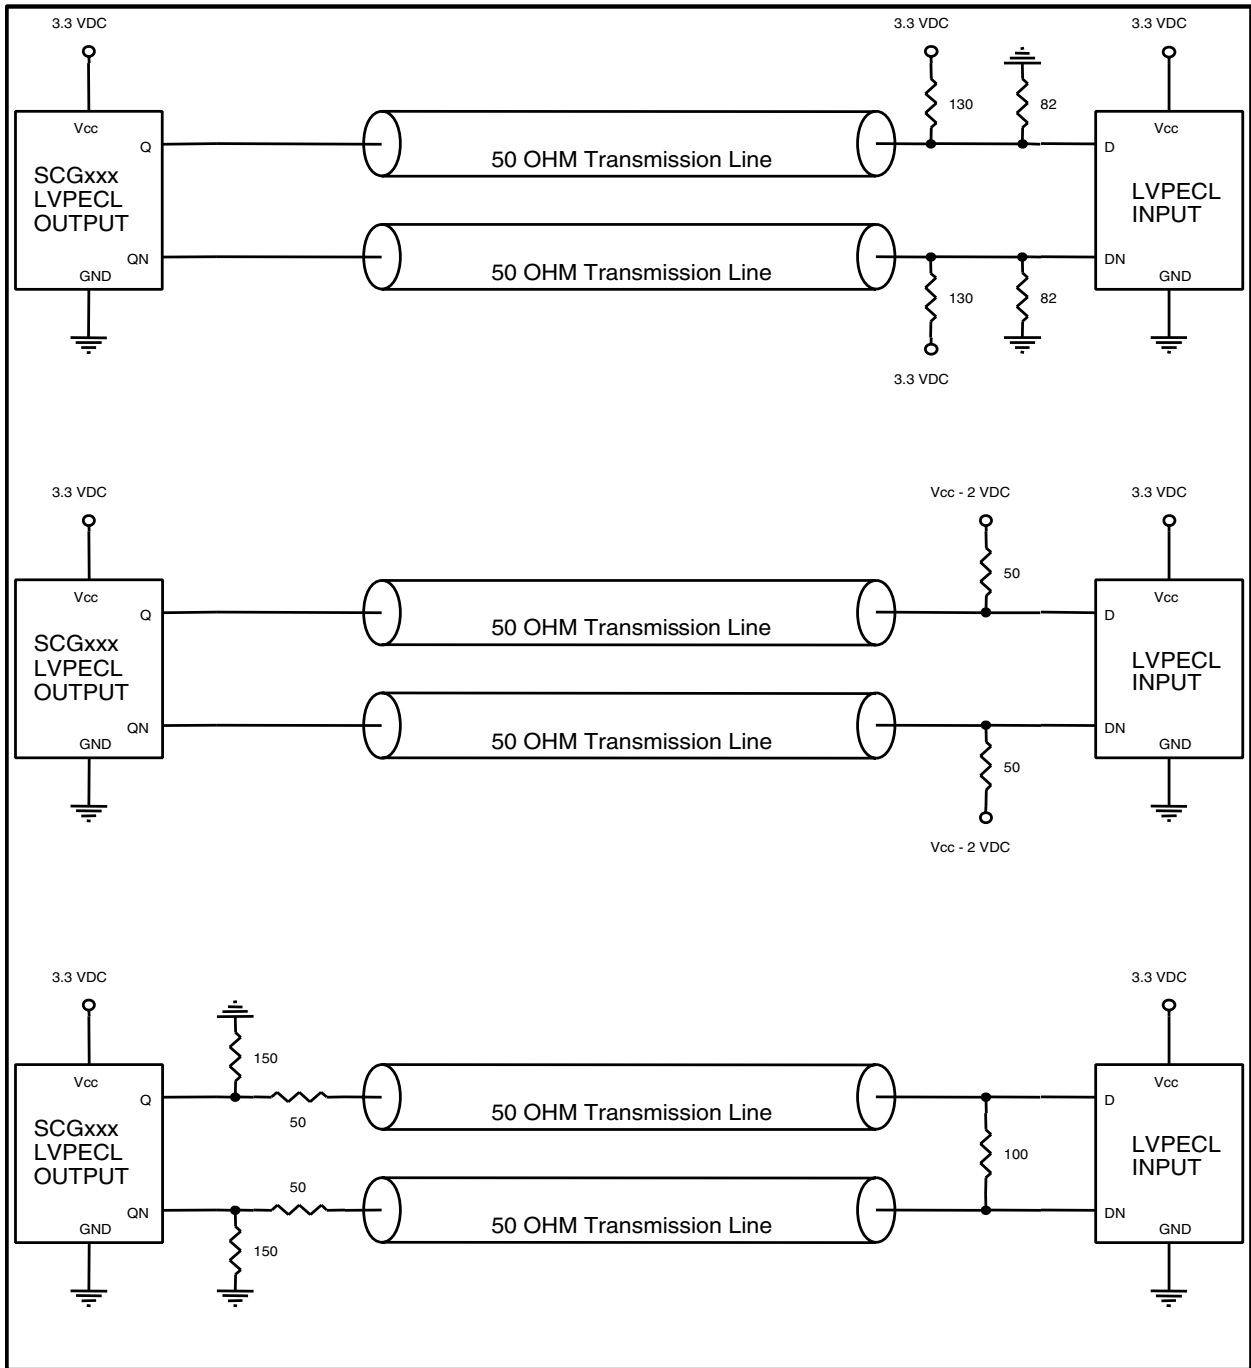 3.3 VDC
3.3 VDC
3.3 VDC
130
82
Vcc
Vcc
Q
D
50 OHM Transmission Line
SCGxxx
LVPECL
OUTPUT
LVPECL
INPUT
QN
DN
50 OHM Transmission Line
GND
GND
130
82
3.3 VDC
3.3 VDC
Vcc - 2 VDC
3.3 VDC
50
Vcc
Vcc
Q
D
50 OHM Transmission Line
SCGxxx
LVPECL
OUTPUT
LVPECL
INPUT
QN
DN
50 OHM Transmission Line
GND
GND
50
Vcc - 2 VDC
3.3 VDC
3.3 VDC
150
Vcc
Vcc
Q
D
50
50 OHM Transmission Line
SCGxxx
LVPECL
OUTPUT
100
LVPECL
INPUT
50
QN
DN
50 OHM Transmission Line
GND
GND
150